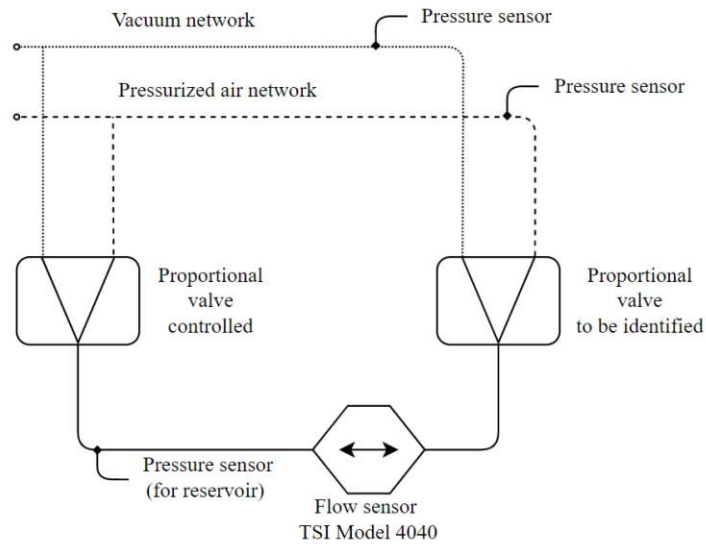 Vacuum network
Pressure sensor
Pressurized air network
Pressure sensor
Proportional
valve
controlled
Proportional
valve
to be identified
Pressure sensor
(for reservoir)
Flow sensor
TSI Model 4040